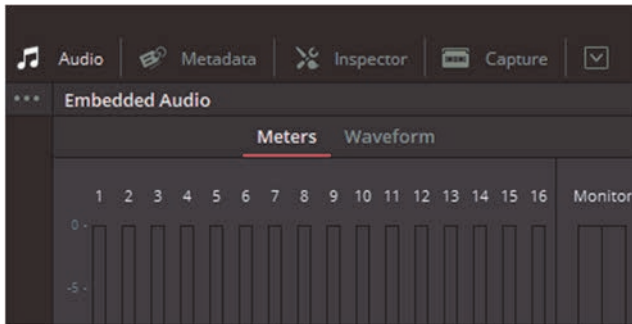 Audio Metadata Inspector Capture
Embedded Audio
Meters Waveform
1 2 3 4 5 6 7 8 9 10 11 12 13 14 15 16 Monitor
0 -
-5 -